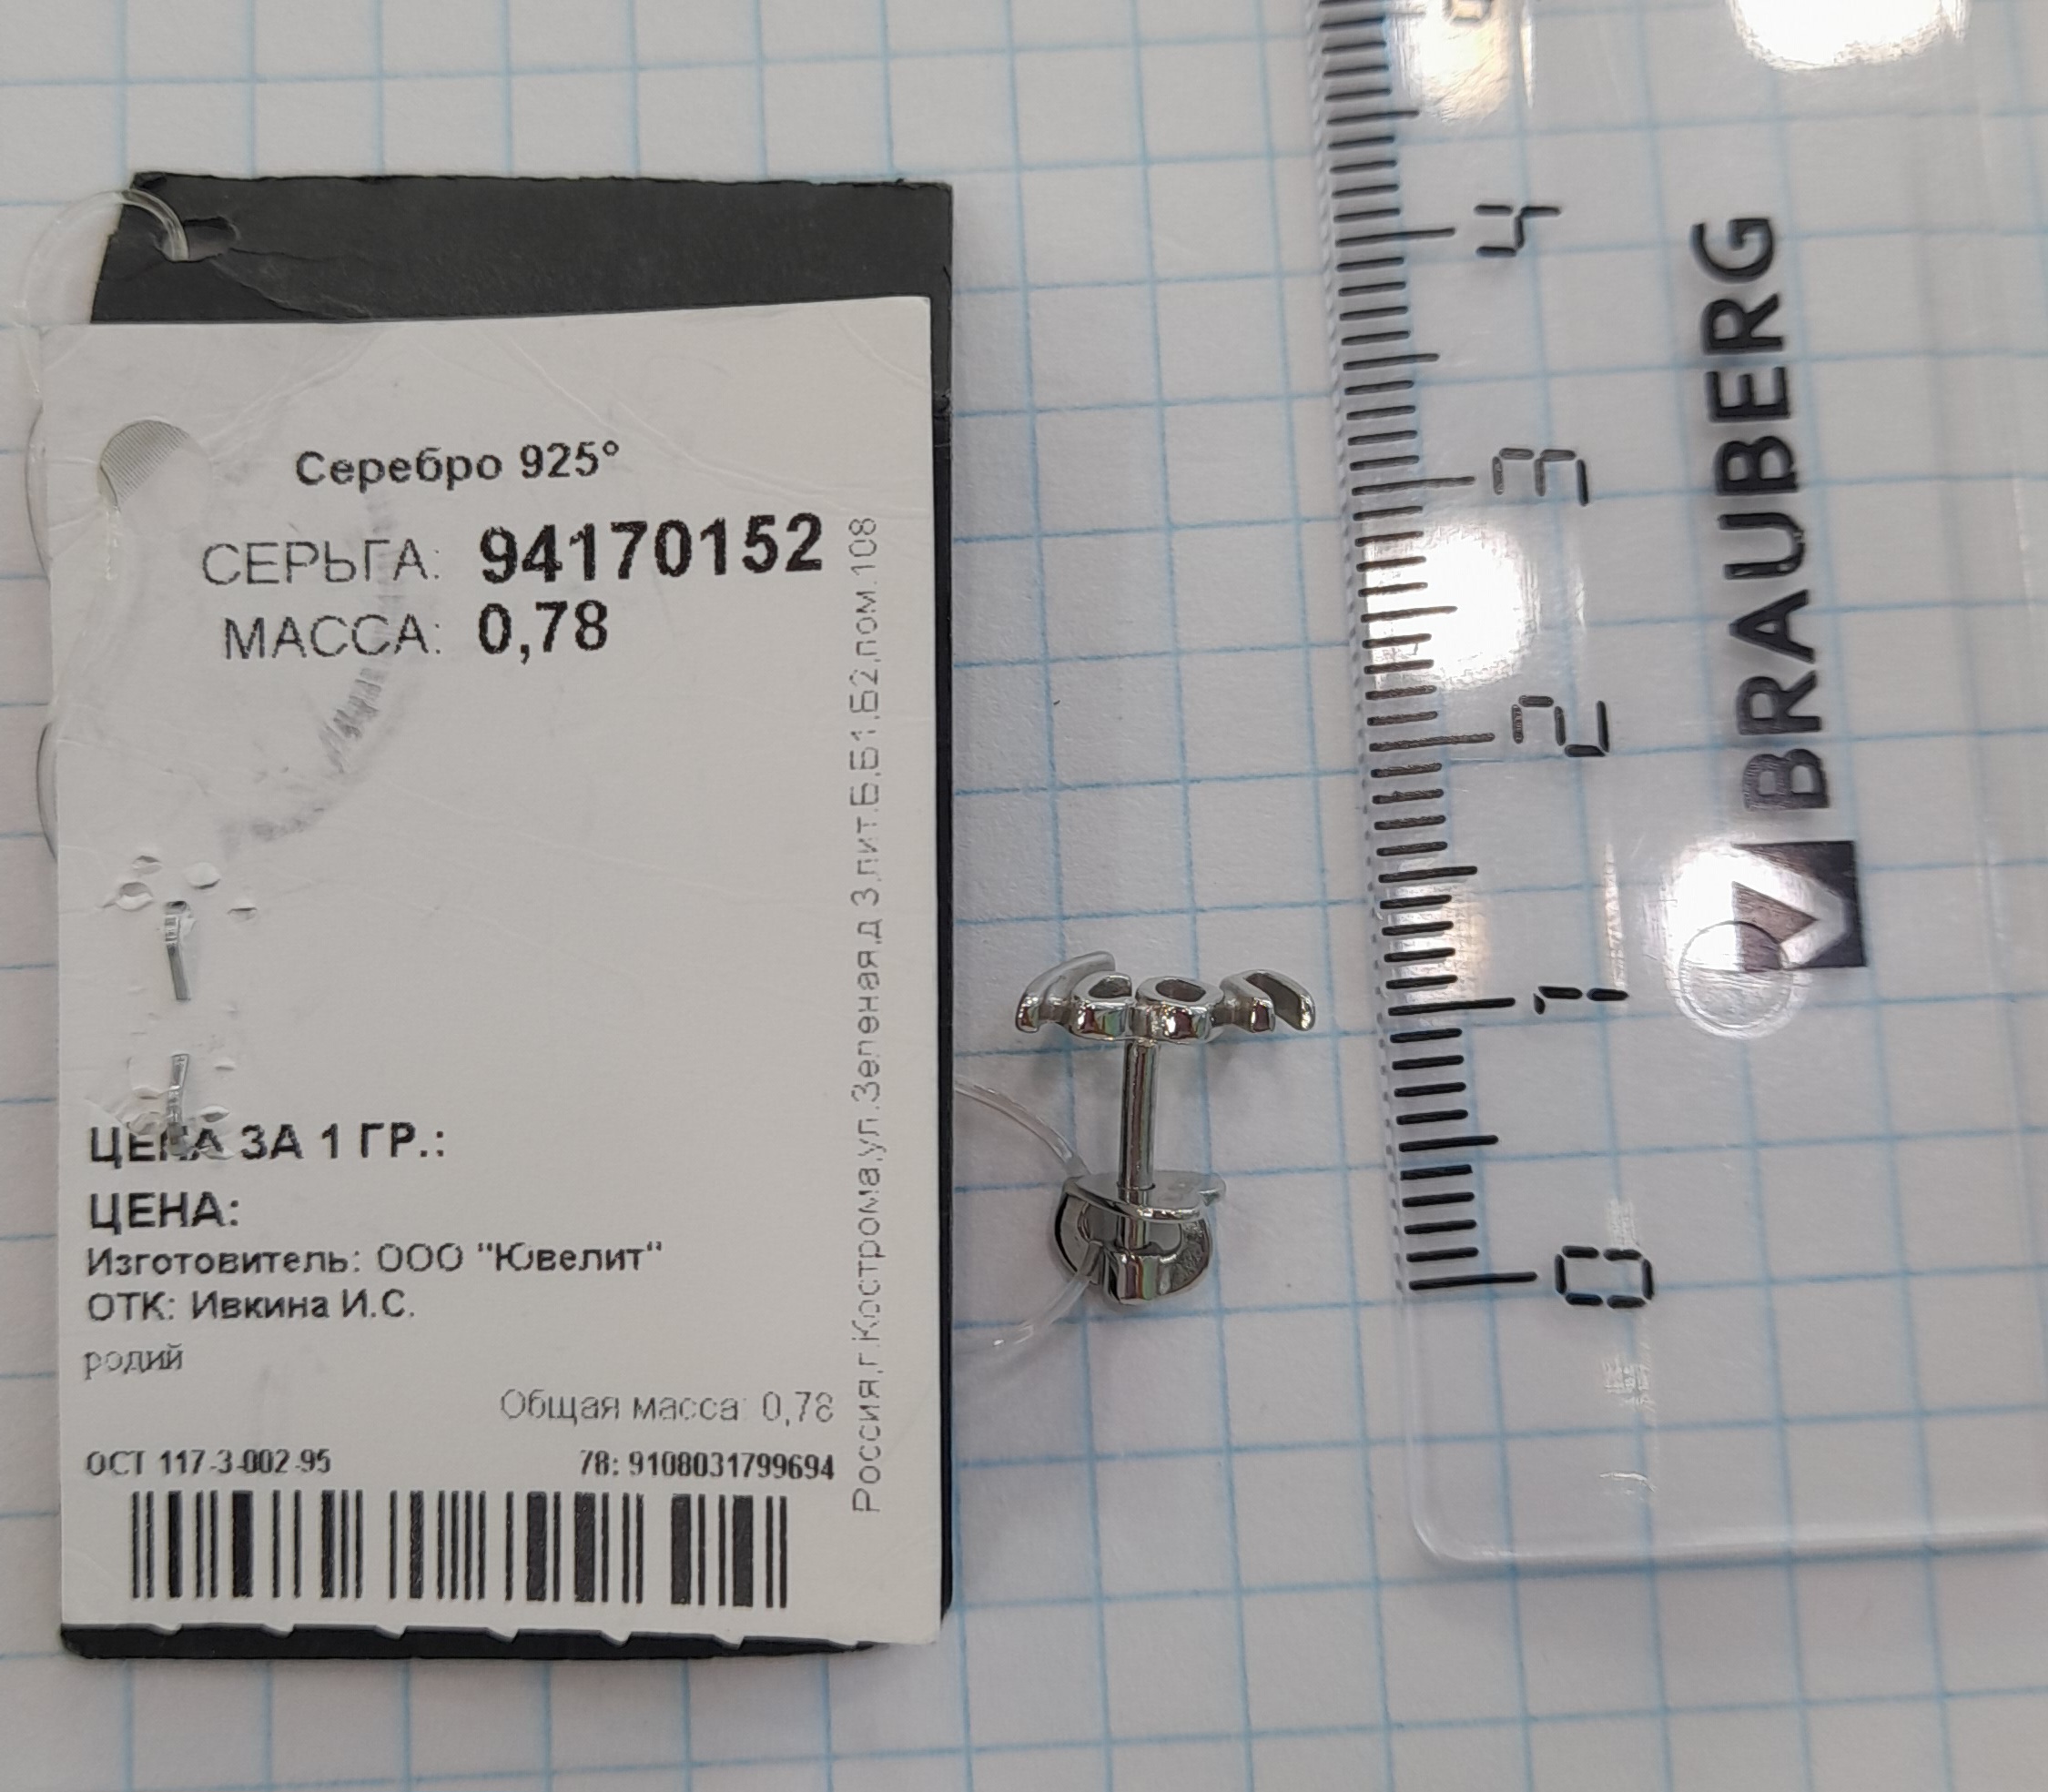 Серебро 925°
СЕРЬГА: 94170152
МАССА: 0,78
ЦЕНА ЗА 1 ГР.:
ЦЕНА:
Изготовитель: ООО "Ювелит"
ОТК: Ивкина И.С.
родий
Общая масса: 0,78
ОСТ 117-3-002-95 78: 9108031799694
Россия,г.Кострома,ул.Зеленая,д 3,лит.Б,Б1,Б2,пом.108
4
3
2
1
0
BRAUBERG